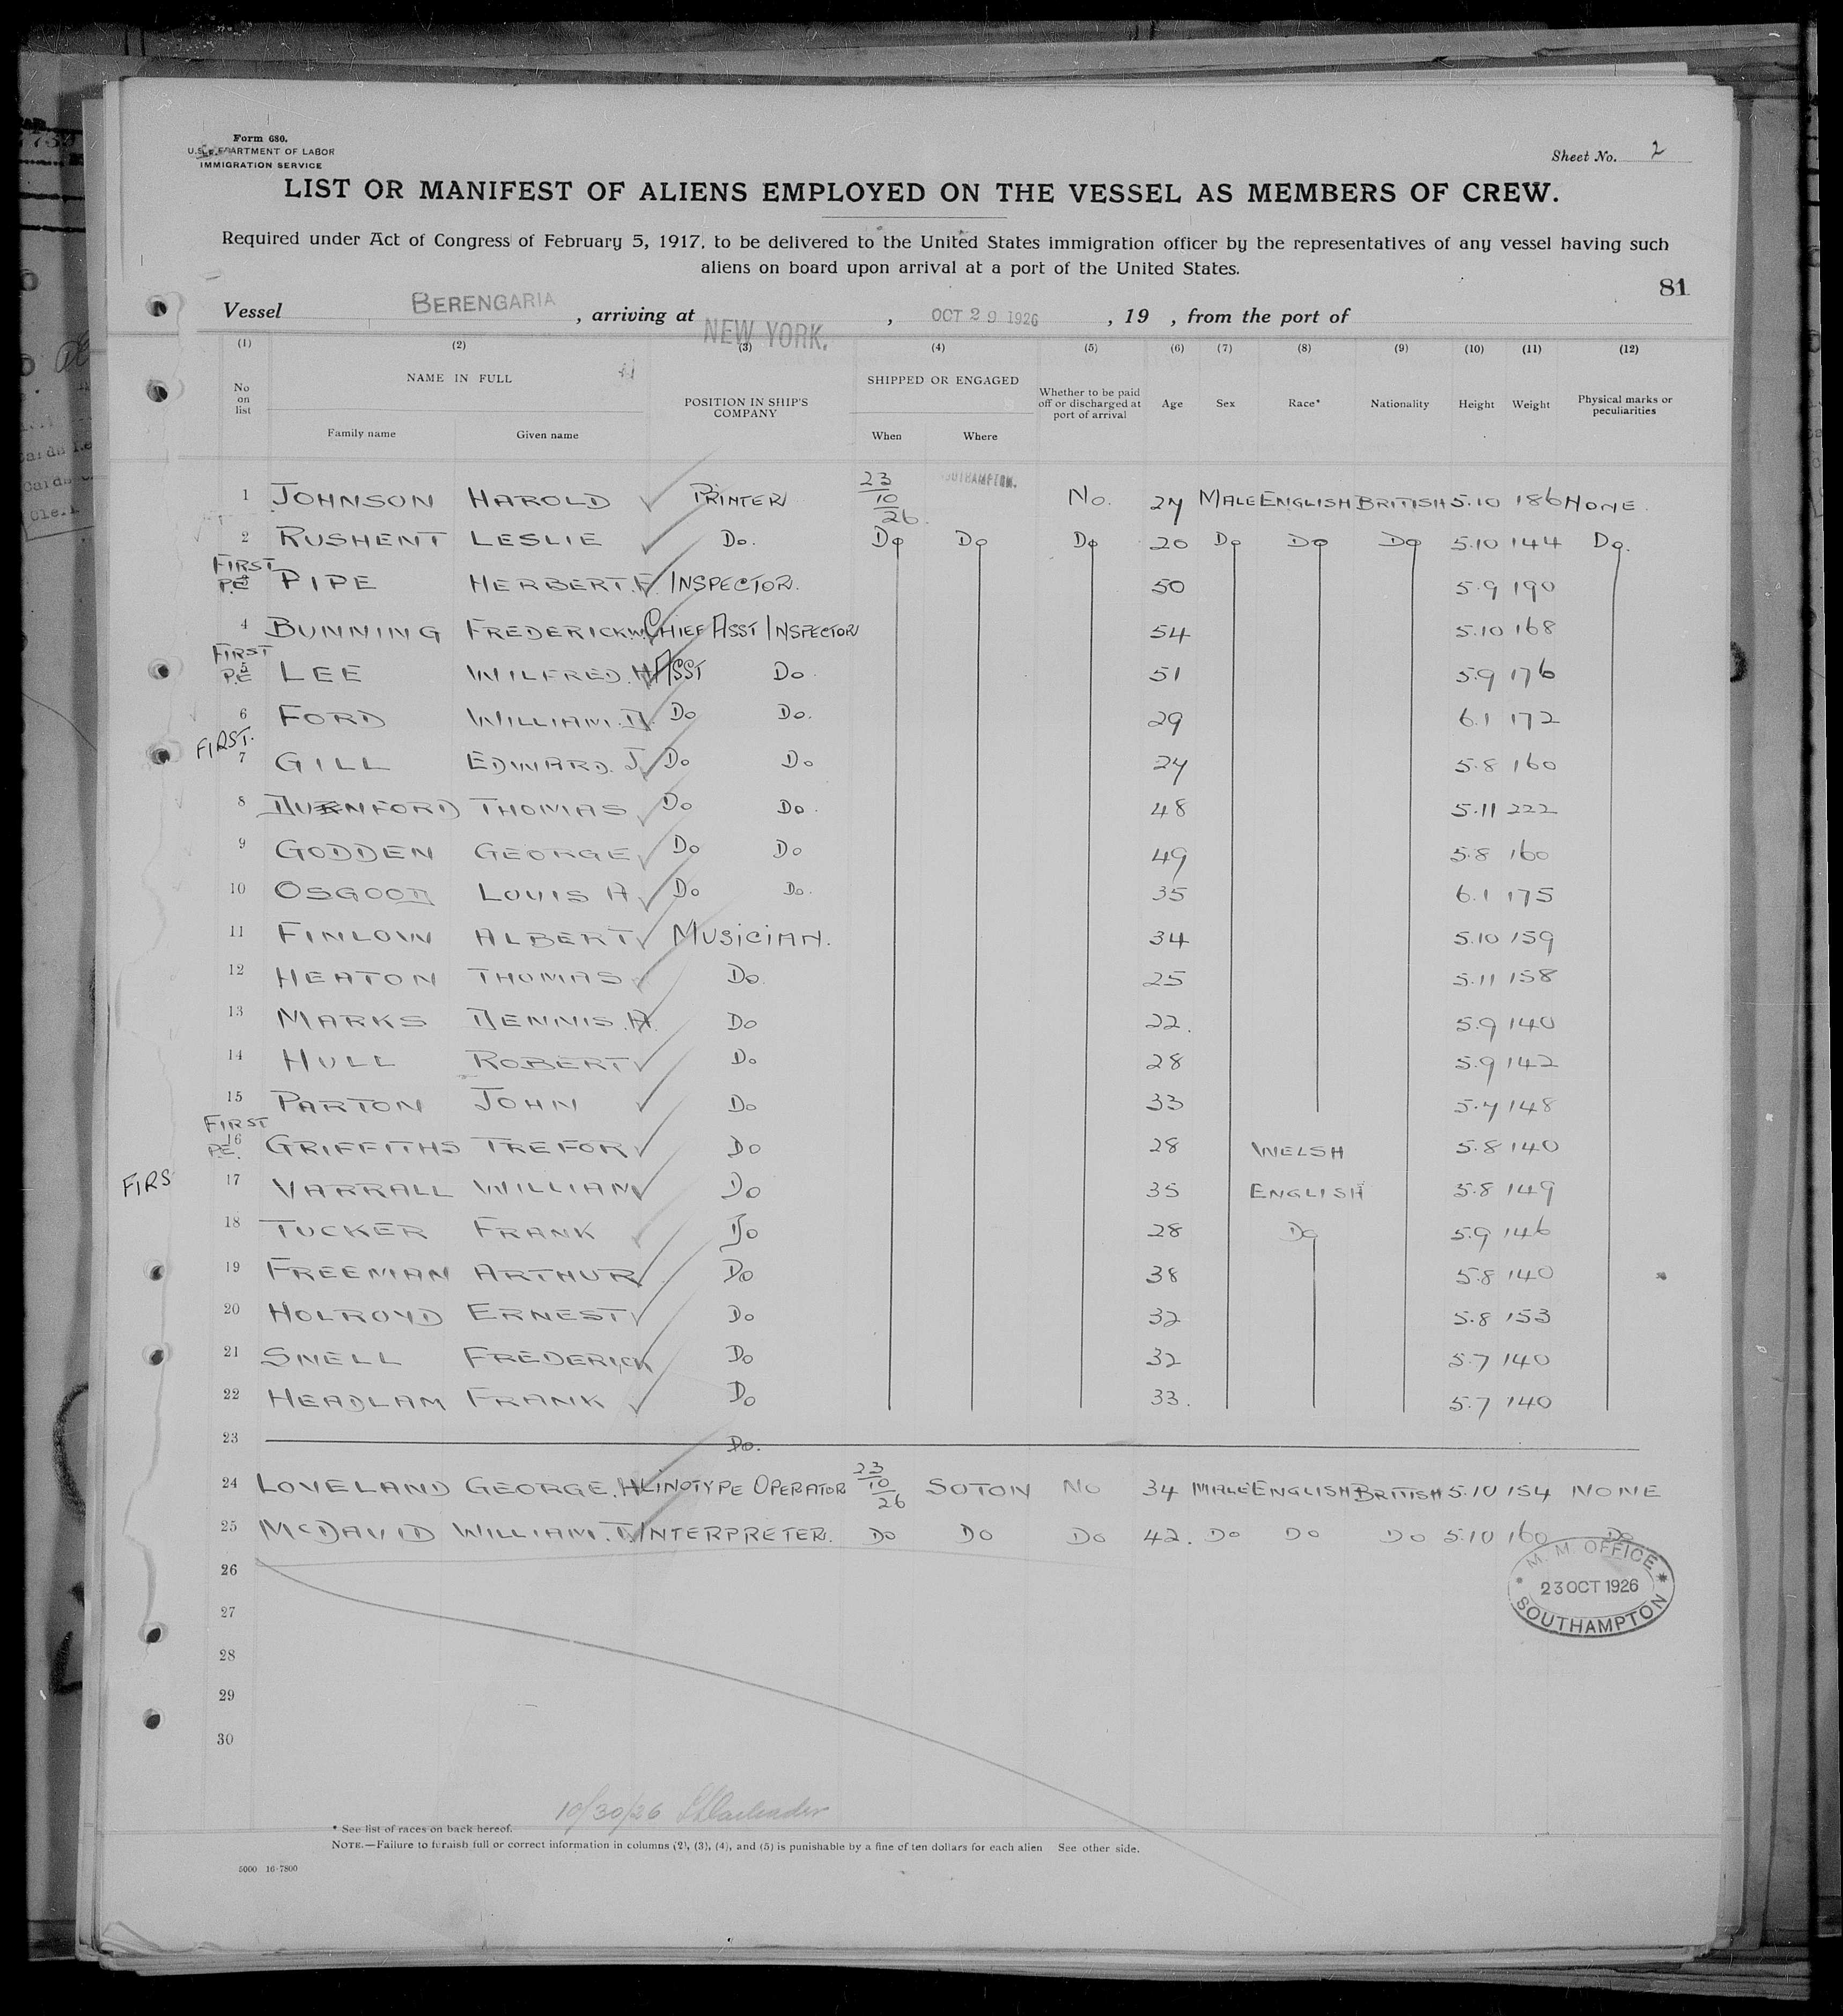 Form 680.
U.S. DEPARTMENT OF LABOR
IMMIGRATION SERVICE
Sheet No. 2
LIST OR MANIFEST OF ALIENS EMPLOYED ON THE VESSEL AS MEMBERS OF CREW.
Required under Act of Congress of February 5, 1917, to be delivered to the United States immigration officer by the representatives of any vessel having such
aliens on board upon arrival at a port of the United States.
81
Vessel BERENGARIA, arriving at NEW YORK., OCT 29 1926, 19 , from the port of
(1) (2) (3) (4) (5) (6) (7) (8) (9) (10) (11) (12)
No on list NAME IN FULL Family name Given name POSITION IN SHIP'S COMPANY SHIPPED OR ENGAGED When Where Whether to be paid off or discharged at port of arrival Age Sex Race* Nationality Height Weight Physical marks or peculiarities
1 JOHNSON HAROLD PRINTER 23/10/26 SOUTHAMPTON. No. 24 MALE ENGLISH BRITISH 5.10 186 NONE.
2 RUSHENT LESLIE Do. Do Do Do 20 Do Do Do 5.10 144 Do.
FIRST P.E PIPE HERBERT.F. INSPECTOR. 50 5.9 190
4 BUNNING FREDERICK.W. CHIEF ASST INSPECTOR 54 5.10 168
FIRST P.E 5 LEE WILFRED.H ASST Do. 51 5.9 176
6 FORD WILLIAM.D. Do Do. 29 6.1 172
FIRST. 7 GILL EDWARD.J. Do Do 24 5.8 160
8 DURNFORD THOMAS Do Do. 48 5.11 222
9 GODDEN GEORGE Do Do 49 5.8 160
10 OSGOOD LOUIS A Do Do. 35 6.1 175
11 FINLOW ALBERT MUSICIAN. 34 5.10 159
12 HEATON THOMAS Do. 25 5.11 158
13 MARKS DENNIS.A. Do 22. 5.9 140
14 HULL ROBERT Do 28 5.9 142
15 PARTON JOHN Do 33 5.4 148
FIRST P.E. 16 GRIFFITHS TREFOR Do 28 WELSH 5.8 140
FIRS 17 VARRALL WILLIAM Do 35 ENGLISH 5.8 149
18 TUCKER FRANK Do 28 Do 5.9 146
19 FREEMAN ARTHUR Do 38 5.8 140
20 HOLROYD ERNEST Do 32 5.8 153
21 SNELL FREDERICK Do 32 5.7 140
22 HEADLAM FRANK Do 33. 5.7 140
23 Do.
24 LOVELAND GEORGE.H LINOTYPE OPERATOR 23/10/26 SOTON No 34 MALE ENGLISH BRITISH 5.10 154 NONE
25 McDAVID WILLIAM.T. INTERPRETER. Do Do Do 42. Do Do Do 5.10 160 Do
26
27
28
29
30
M. M. OFFICE
23 OCT 1926
SOUTHAMPTON
10/30/26
* See list of races on back hereof.
NOTE.—Failure to furnish full or correct information in columns (2), (3), (4), and (5) is punishable by a fine of ten dollars for each alien See other side.
5000 16-7800